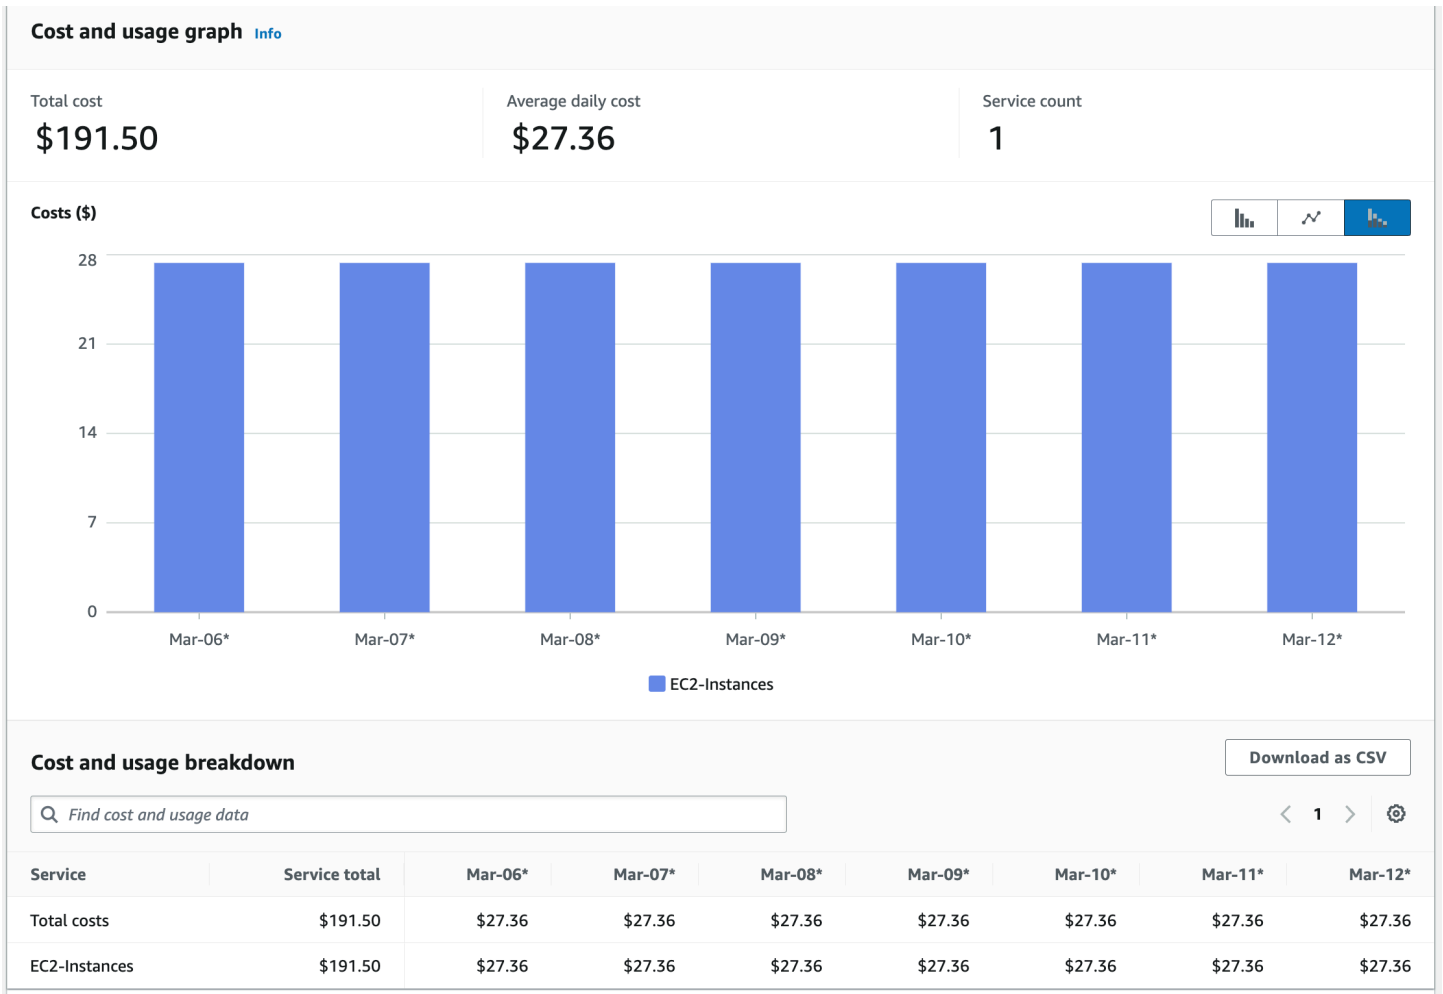 Cost and usage graph Info
Total cost Average daily cost Service count
$191.50 $27.36 1
Costs ($)
28
21
14
7
0
Mar-06* Mar-07* Mar-08* Mar-09* Mar-10* Mar-11* Mar-12*
EC2-Instances
Cost and usage breakdown Download as CSV
Find cost and usage data 1
Service Service total Mar-06* Mar-07* Mar-08* Mar-09* Mar-10* Mar-11* Mar-12*
Total costs $191.50 $27.36 $27.36 $27.36 $27.36 $27.36 $27.36 $27.36
EC2-Instances $191.50 $27.36 $27.36 $27.36 $27.36 $27.36 $27.36 $27.36